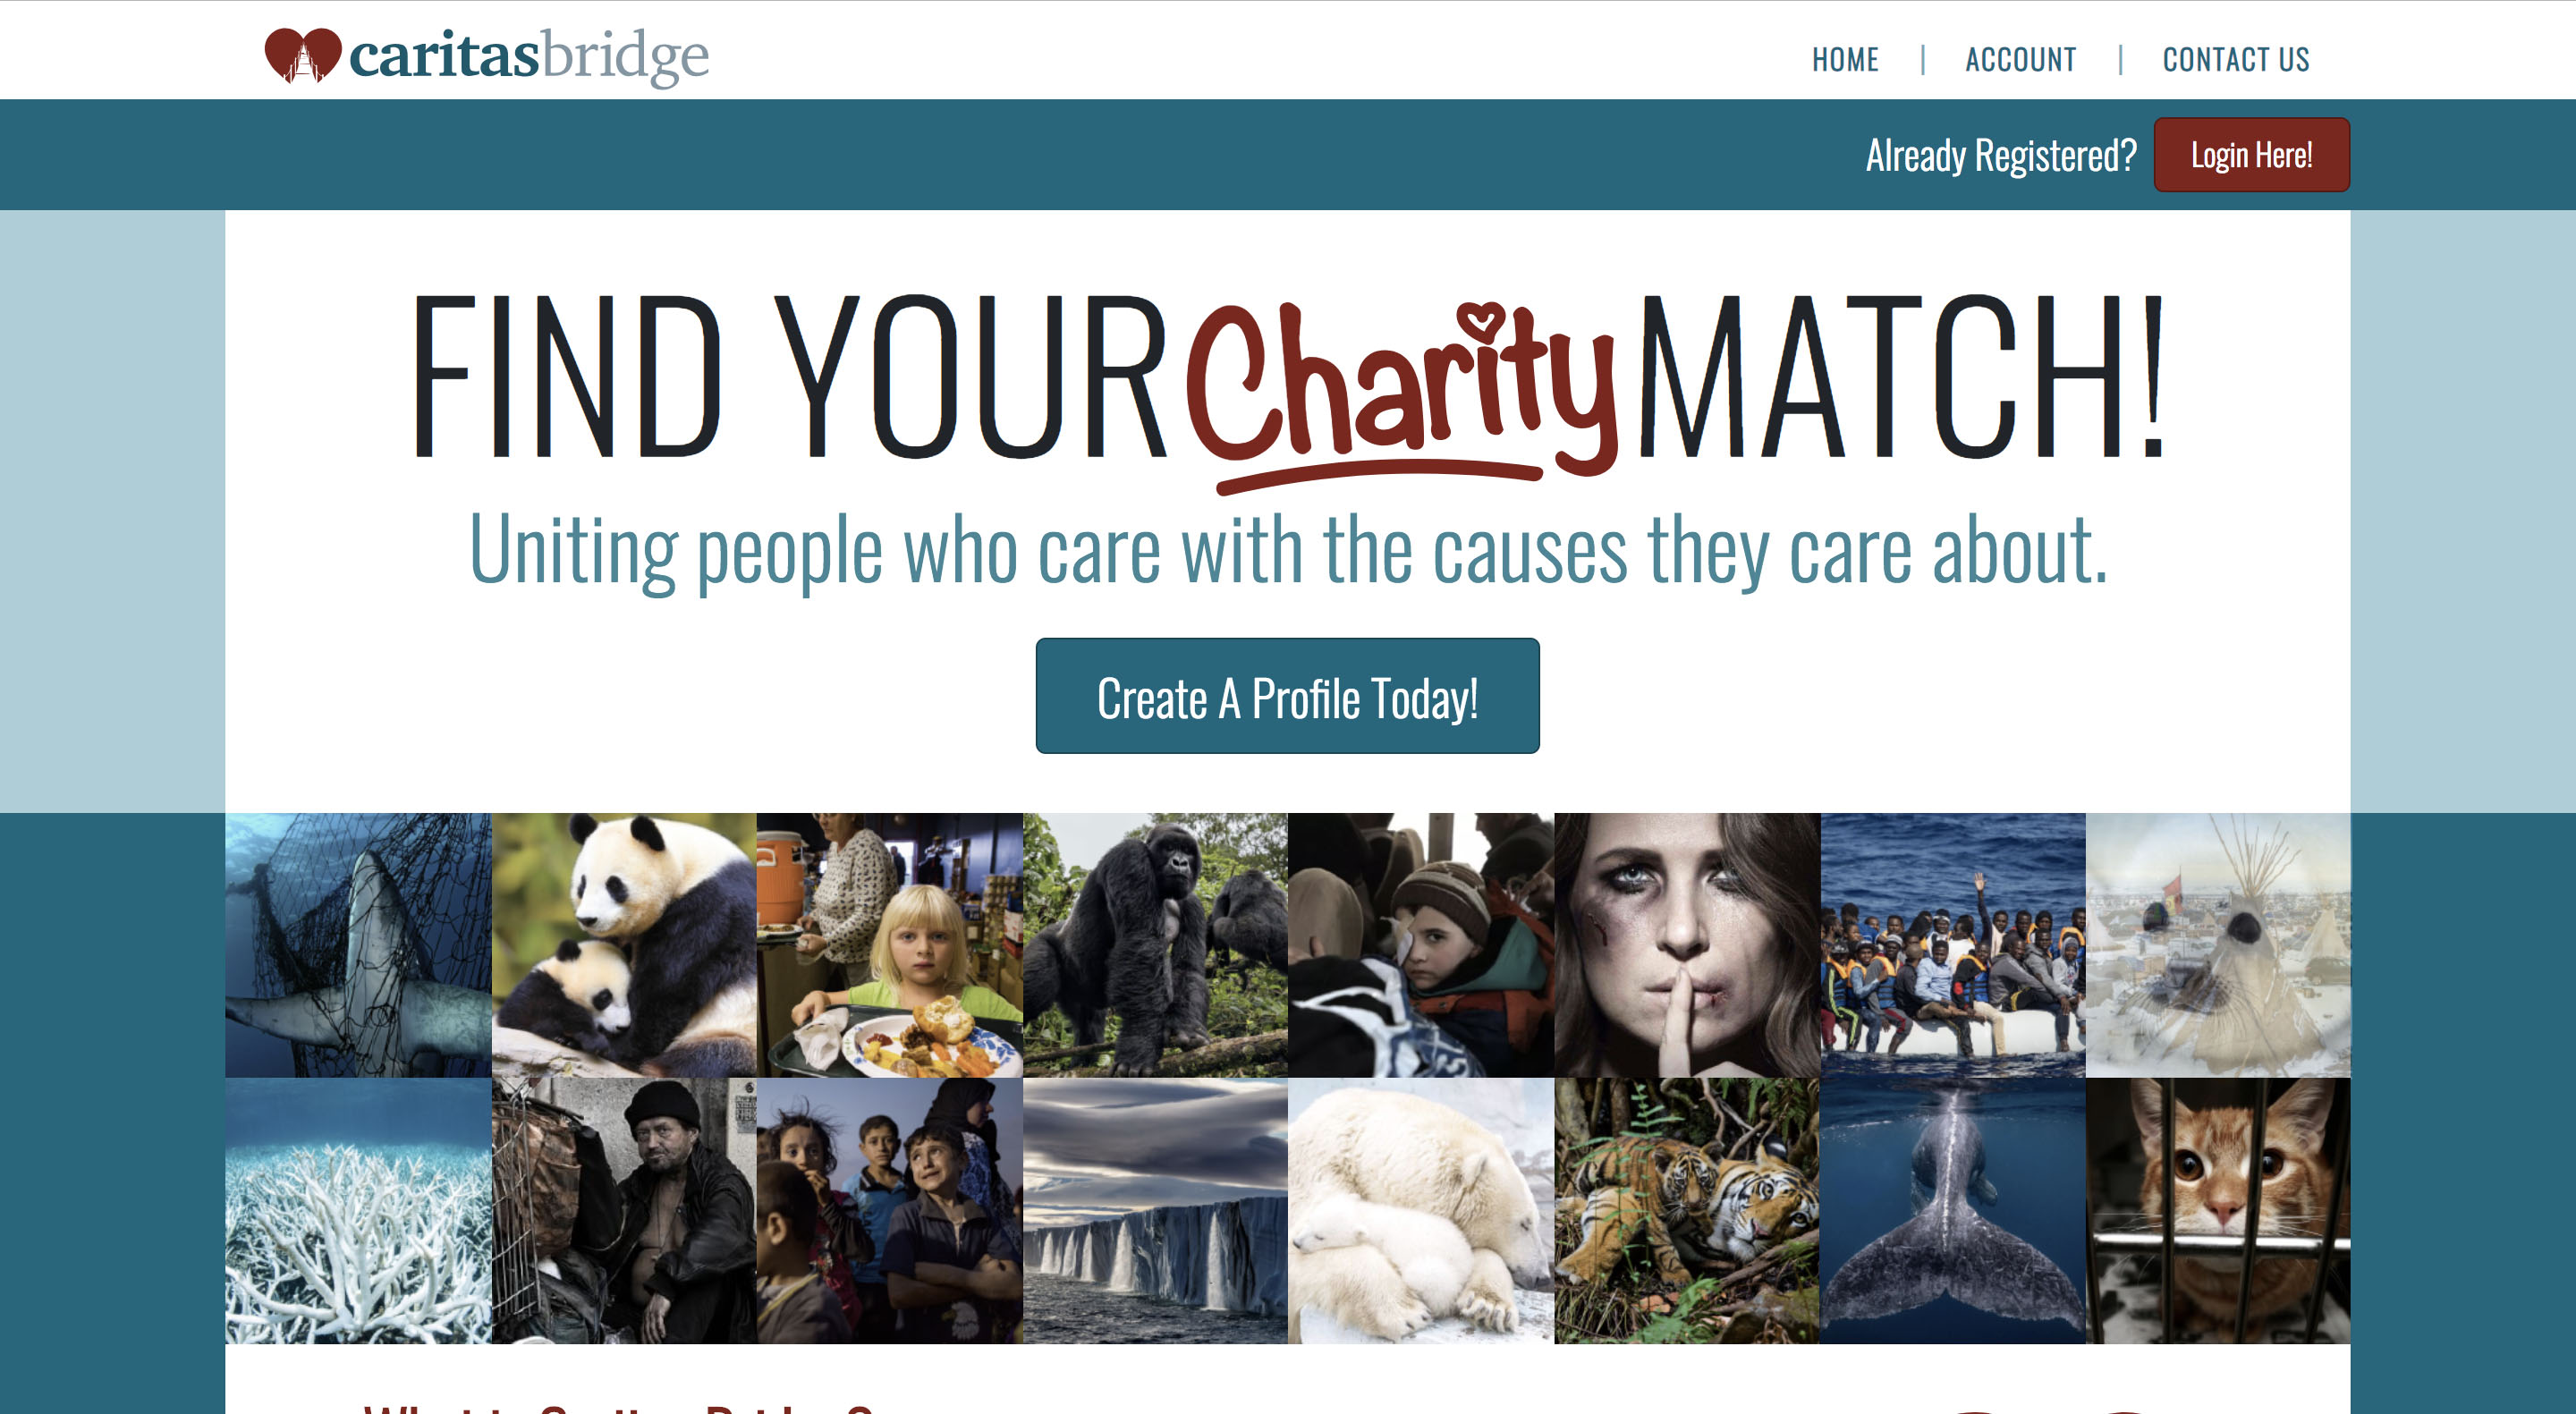 caritasbridge
HOME | ACCOUNT | CONTACT US
Already Registered? Login Here!
FIND YOUR Charity MATCH!
Uniting people who care with the causes they care about.
Create A Profile Today!